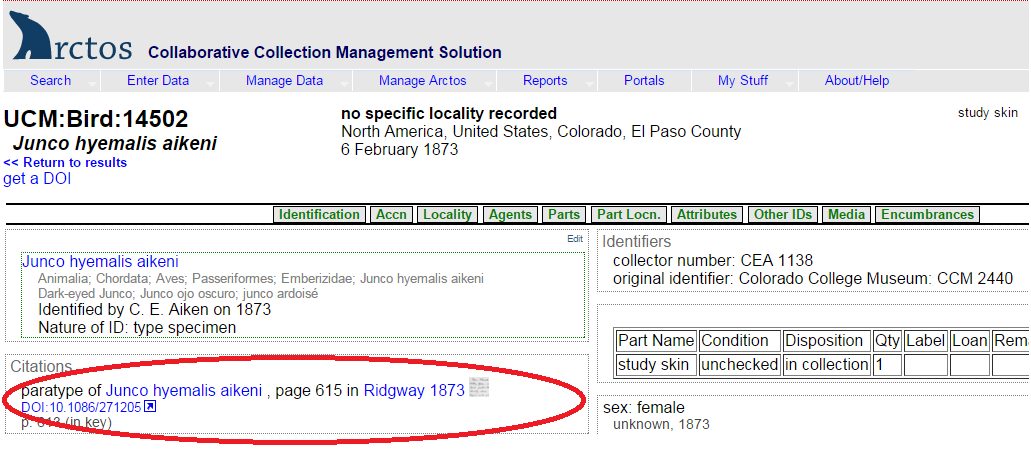 Arctos Collaborative Collection Management Solution
Search Enter Data Manage Data Manage Arctos Reports Portals My Stuff About/Help
UCM:Bird:14502
Junco hyemalis aikeni
<< Return to results
get a DOI
no specific locality recorded
North America, United States, Colorado, El Paso County
6 February 1873
study skin
Identification Accn Locality Agents Parts Part Locn. Attributes Other IDs Media Encumbrances
Edit
Junco hyemalis aikeni
Animalia; Chordata; Aves; Passeriformes; Emberizidae; Junco hyemalis aikeni
Dark-eyed Junco; Junco ojo oscuro; junco ardoisé
Identified by C. E. Aiken on 1873
Nature of ID: type specimen
Citations
paratype of Junco hyemalis aikeni , page 615 in Ridgway 1873
DOI:10.1086/271205
p. 613 (in key)
Identifiers
collector number: CEA 1138
original identifier: Colorado College Museum: CCM 2440
Part Name Condition Disposition Qty Label Loan Rema
study skin unchecked in collection 1
sex: female
unknown, 1873